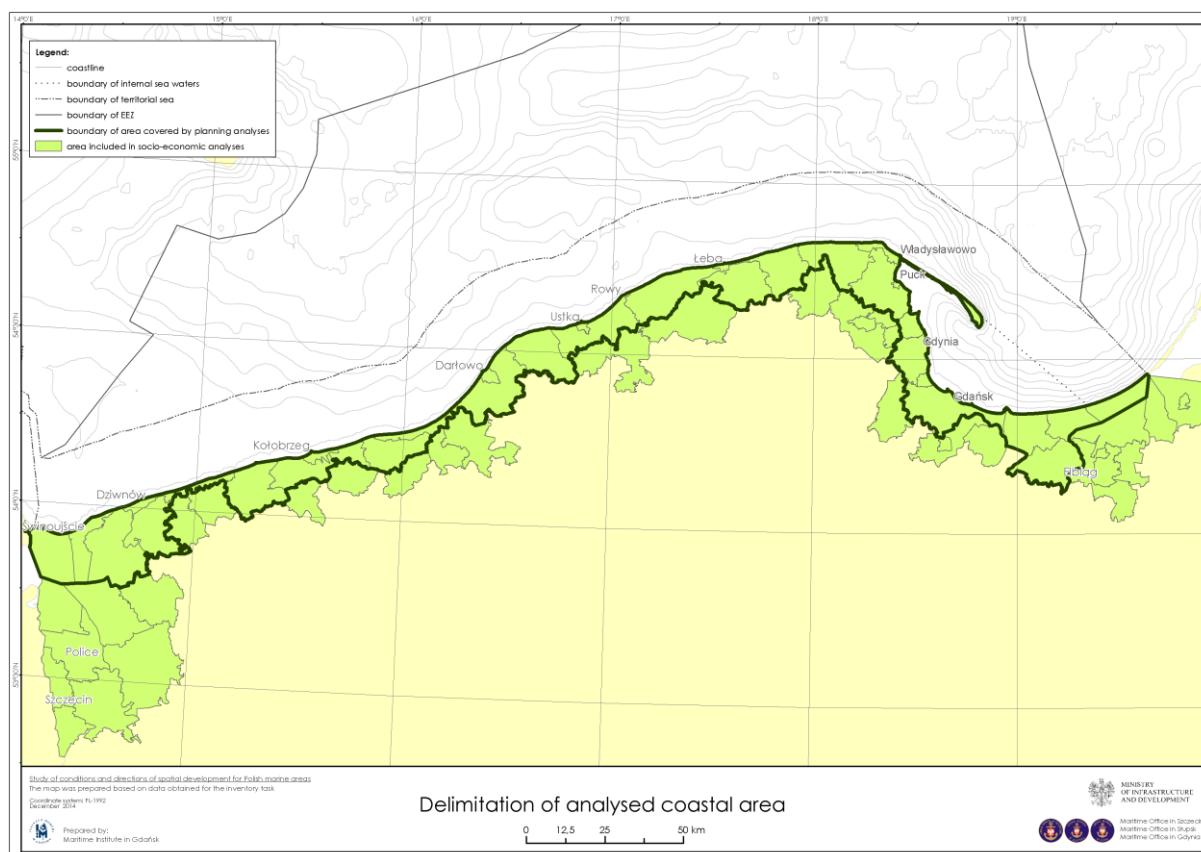 14°0'E 15°0'E 16°0'E 17°0'E 18°0'E 19°0'E
Legend:
coastline
boundary of internal sea waters
boundary of territorial sea
boundary of EEZ
boundary of area covered by planning analyses
area included in socio-economic analyses
Władysławowo
Łeba
Puck
Rowy
Ustka
Gdynia
Darłowo
Gdańsk
Kołobrzeg
Elbląg
Dziwnów
Świnoujście
Police
Szczecin
Study of conditions and directions of spatial development for Polish marine areas
The map was prepared based on data obtained for the inventory task
Coordinate system: PL-1992
December 2014
Prepared by:
Maritime Institute in Gdańsk
Delimitation of analysed coastal area
0 12,5 25 50 km
MINISTRY
OF INFRASTRUCTURE
AND DEVELOPMENT
Maritime Office in Szczecin
Maritime Office in Słupsk
Maritime Office in Gdynia